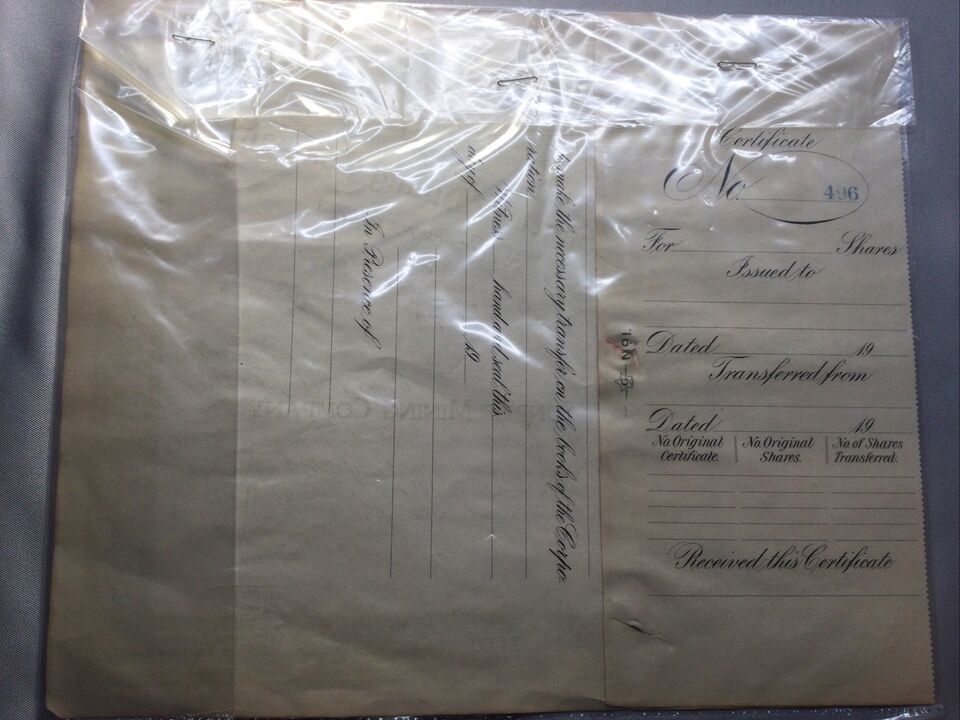 Certificate
No. 496
For Shares
Issued to
Dated 19
Transferred from
Dated 19
No. Original Certificate. No. Original Shares. No. of Shares Transferred.
Received this Certificate
to make the necessary transfer on the books of the Corpo-
ration
Witness hand and seal this
day of 19
In Presence of
MINING COMPANY